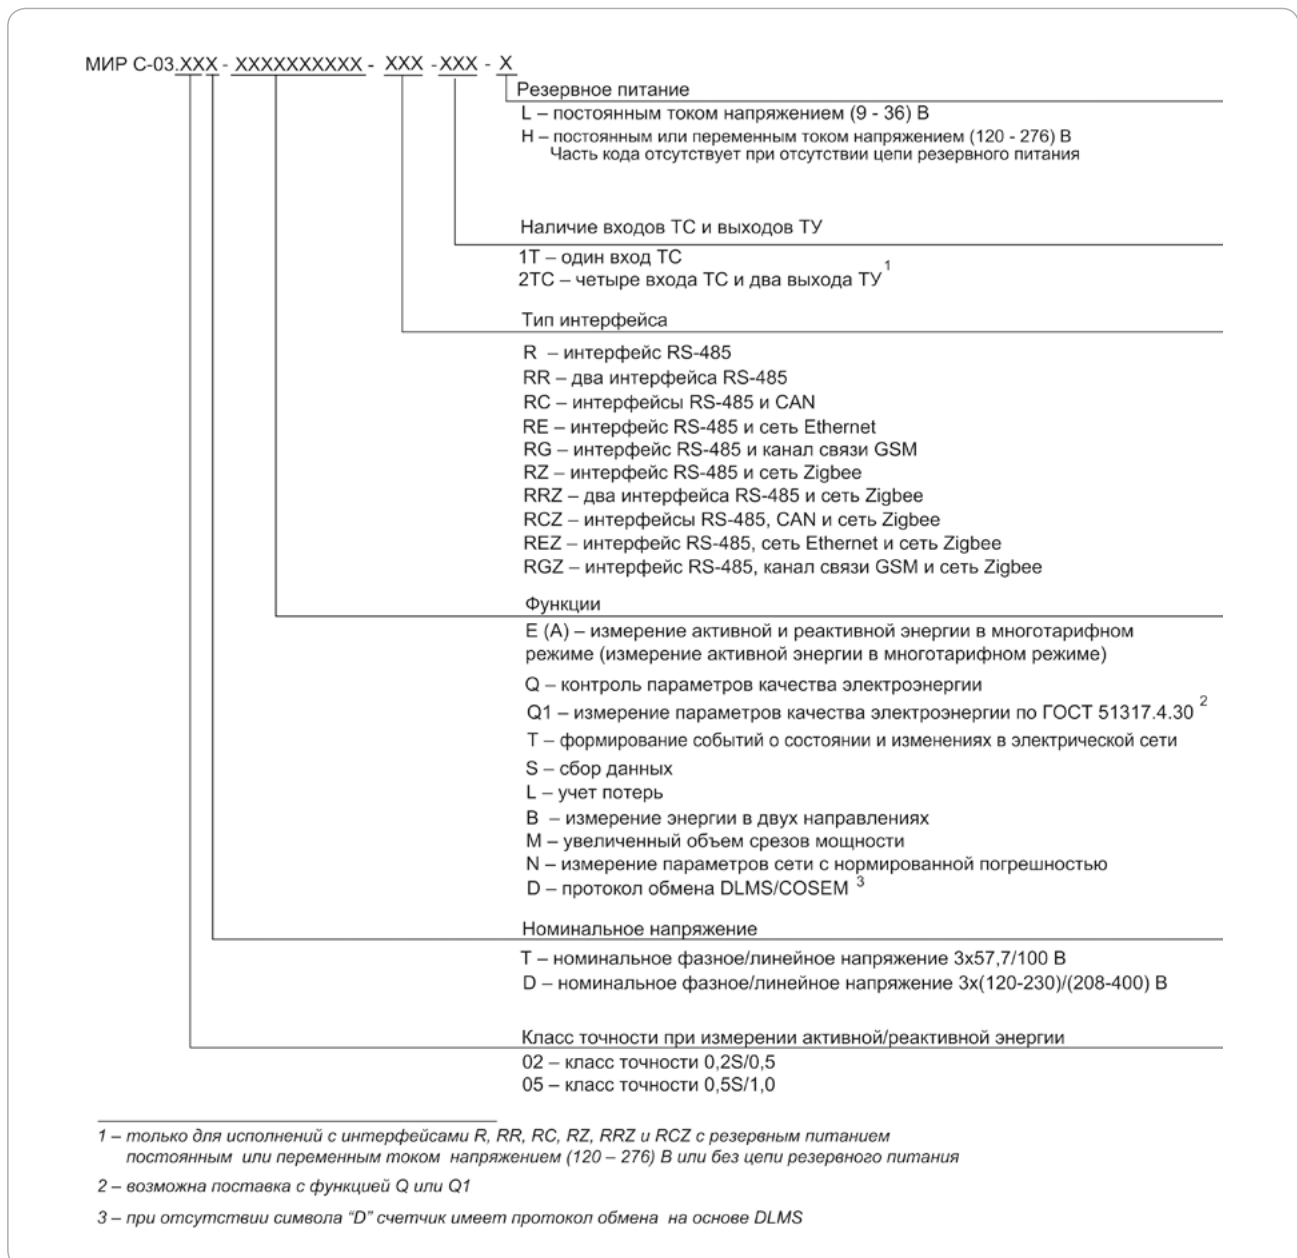 МИР С-03.XXX - XXXXXXXXXX - XXX -XXX - X
Резервное питание
L – постоянным током напряжением (9 - 36) В
H – постоянным или переменным током напряжением (120 - 276) В
Часть кода отсутствует при отсутствии цепи резервного питания
Наличие входов ТС и выходов ТУ
1T – один вход ТС
2TC – четыре входа ТС и два выхода ТУ 1
Тип интерфейса
R – интерфейс RS-485
RR – два интерфейса RS-485
RC – интерфейсы RS-485 и CAN
RE – интерфейс RS-485 и сеть Ethernet
RG – интерфейс RS-485 и канал связи GSM
RZ – интерфейс RS-485 и сеть Zigbee
RRZ – два интерфейса RS-485 и сеть Zigbee
RCZ – интерфейсы RS-485, CAN и сеть Zigbee
REZ – интерфейс RS-485, сеть Ethernet и сеть Zigbee
RGZ – интерфейс RS-485, канал связи GSM и сеть Zigbee
Функции
E (A) – измерение активной и реактивной энергии в многотарифном
режиме (измерение активной энергии в многотарифном режиме)
Q – контроль параметров качества электроэнергии
Q1 – измерение параметров качества электроэнергии по ГОСТ 51317.4.30 2
T – формирование событий о состоянии и изменениях в электрической сети
S – сбор данных
L – учет потерь
B – измерение энергии в двух направлениях
M – увеличенный объем срезов мощности
N – измерение параметров сети с нормированной погрешностью
D – протокол обмена DLMS/COSEM 3
Номинальное напряжение
T – номинальное фазное/линейное напряжение 3x57,7/100 В
D – номинальное фазное/линейное напряжение 3x(120-230)/(208-400) В
Класс точности при измерении активной/реактивной энергии
02 – класс точности 0,2S/0,5
05 – класс точности 0,5S/1,0
1 – только для исполнений с интерфейсами R, RR, RC, RZ, RRZ и RCZ с резервным питанием
постоянным или переменным током напряжением (120 – 276) В или без цепи резервного питания
2 – возможна поставка с функцией Q или Q1
3 – при отсутствии символа “D” счетчик имеет протокол обмена на основе DLMS